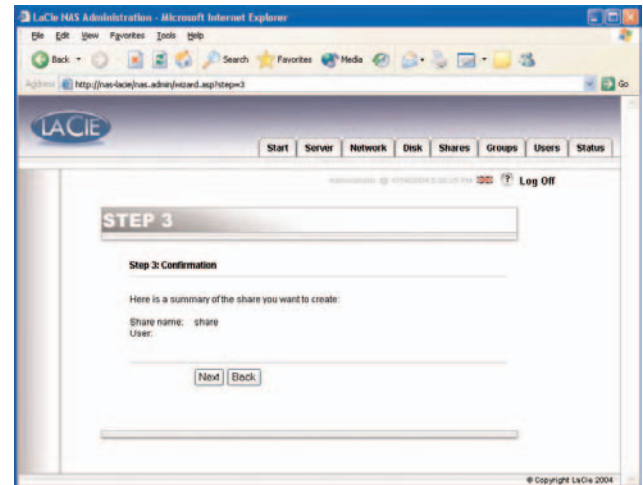 LaCie NAS Administration - Microsoft Internet Explorer
File Edit View Favorites Tools Help
Back Search Favorites Media
Address http://nas-lacie/nas.admin/wizard.asp?step=3 Go
LACIE
Start Server Network Disk Shares Groups Users Status
Administrator @ ? Log Off
STEP 3
Step 3: Confirmation
Here is a summary of the share you want to create:
Share name: share
User:
Next Back
© Copyright LaCie 2004